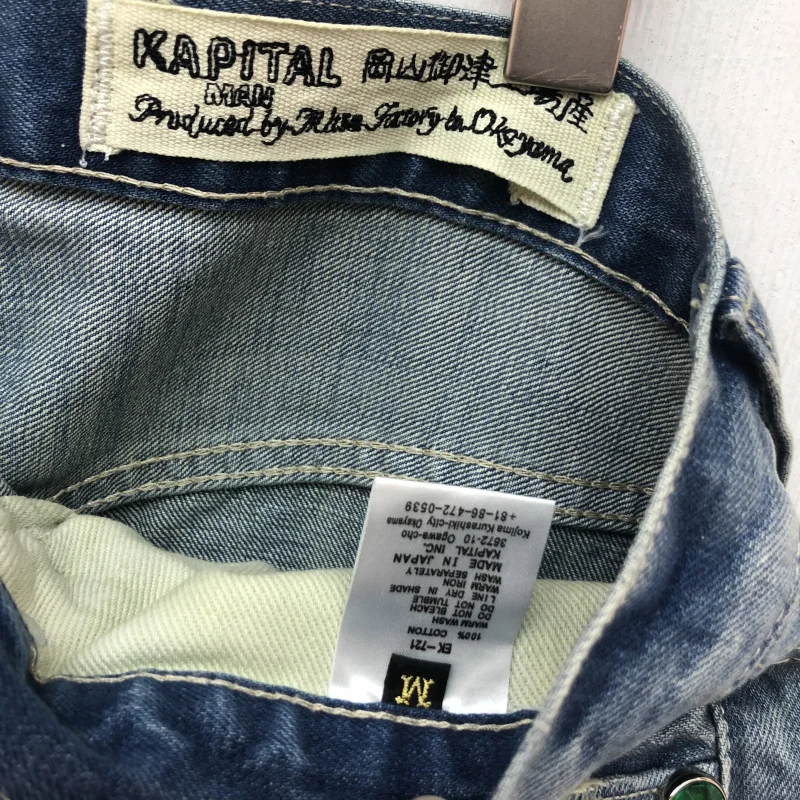 KAPITAL 岡山御津工場産
MAN
Produced by Mitsu Factory in Okayama
M
EK-721
100% COTTON
WARM WASH
DO NOT BLEACH
DO NOT TUMBLE
LINE DRY IN SHADE
WARM IRON
WASH SEPARATELY
MADE IN JAPAN
KAPITAL INC.
3672-10 Ogawa-cho
Kojima Kurashiki-city Okayama
+81-86-472-0539